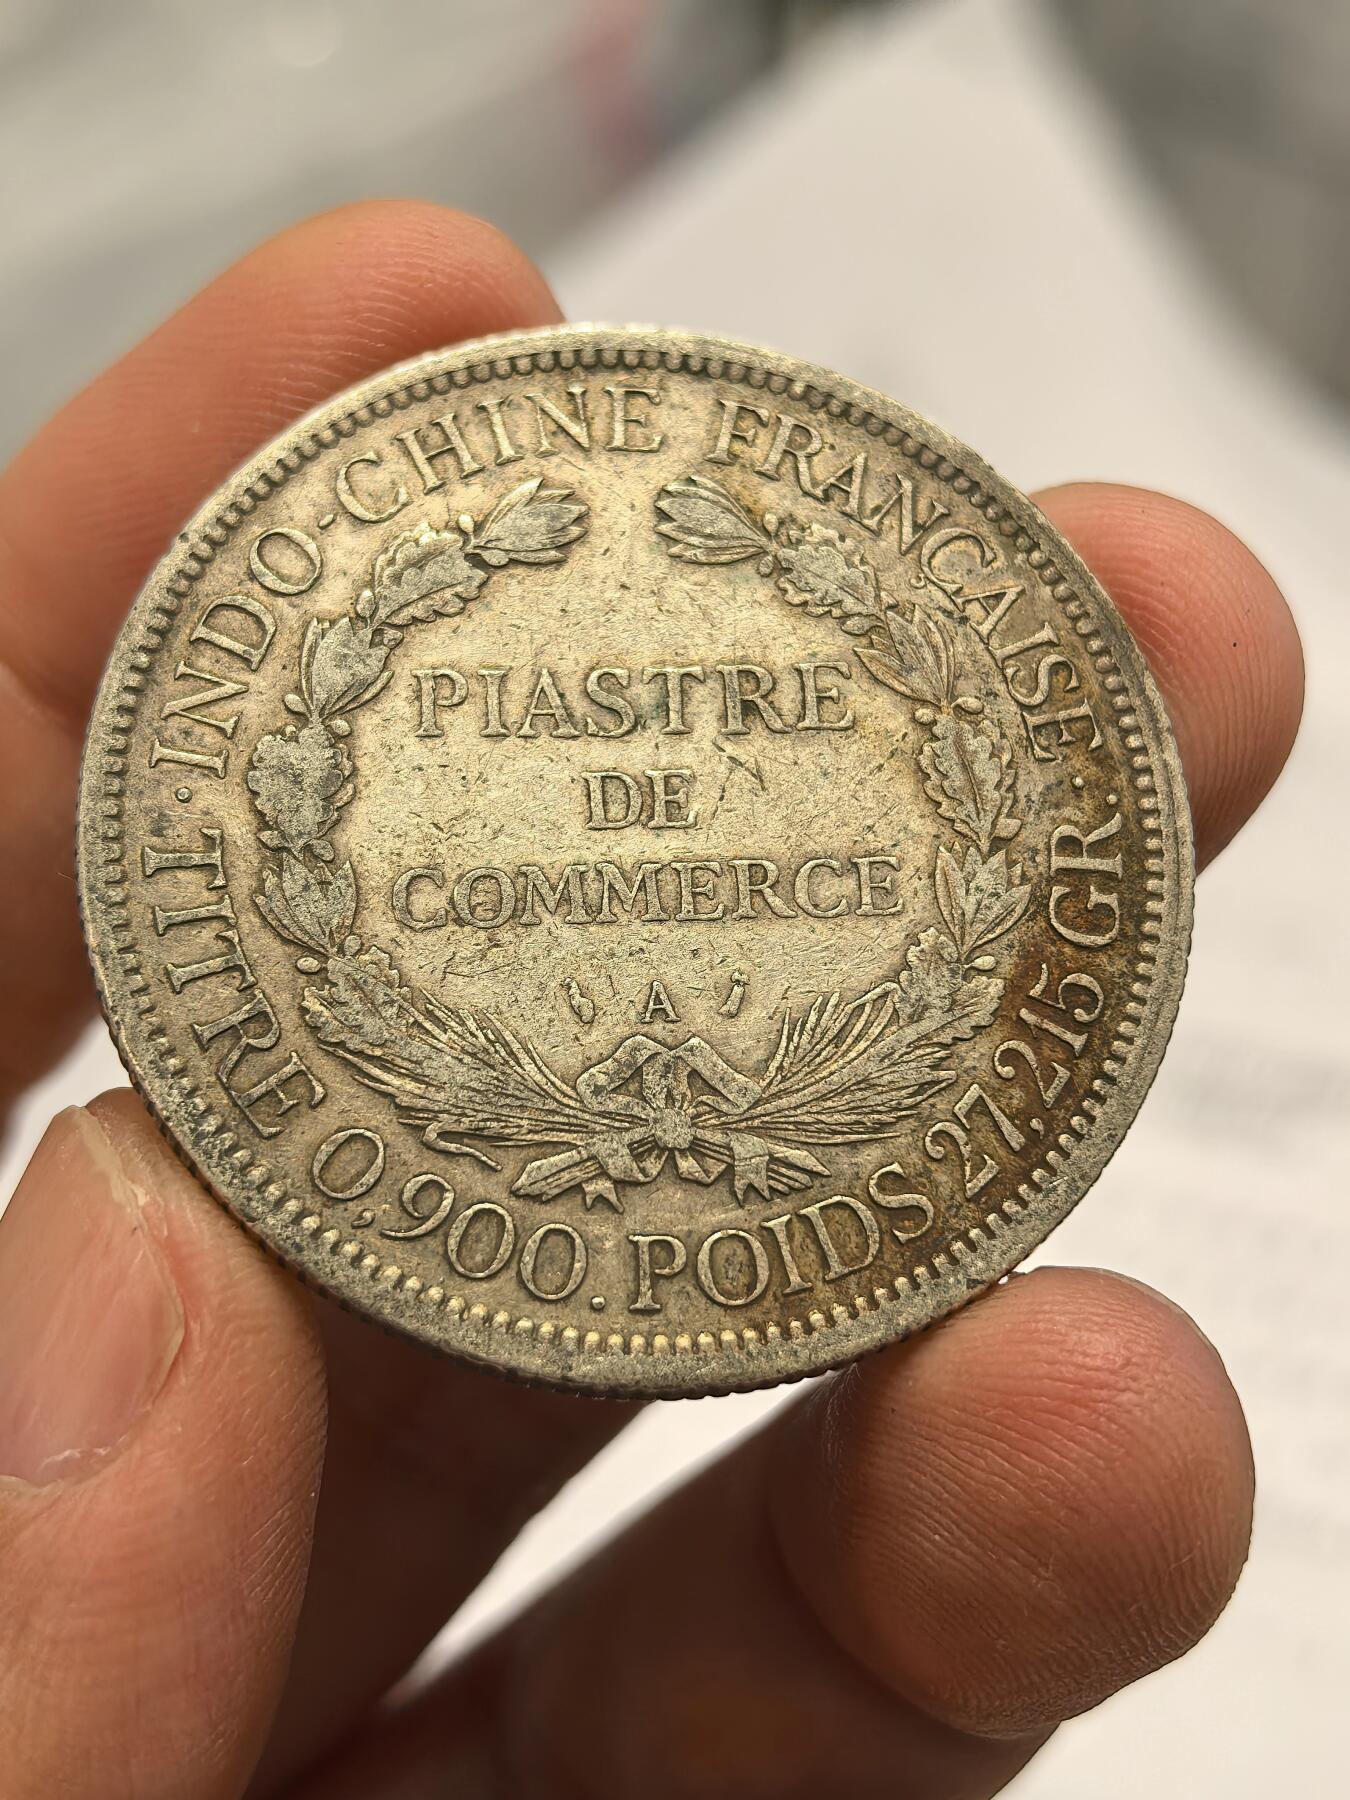 INDO-CHINE FRANÇAISE
PIASTRE
DE
COMMERCE
A
TITRE 0,900. POIDS 27,215 GR.